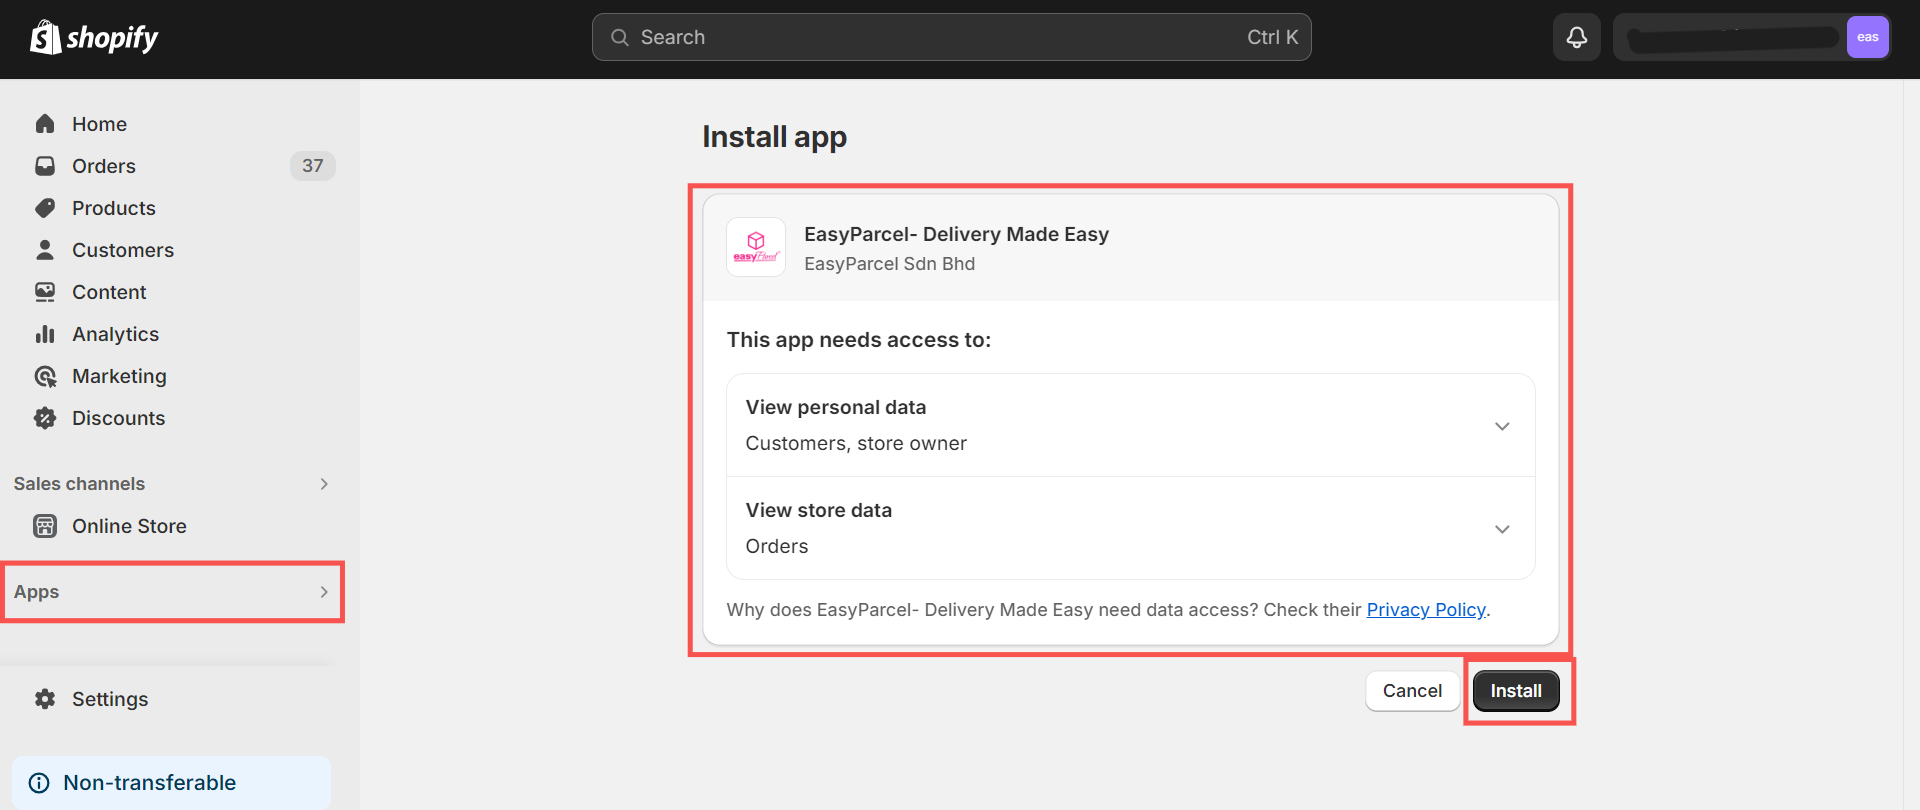 shopify
Search
Ctrl K
eas
Home
Orders
37
Products
Customers
Content
Analytics
Marketing
Discounts
Sales channels
Online Store
Apps
Settings
Non-transferable
Install app
easyParcel
EasyParcel- Delivery Made Easy
EasyParcel Sdn Bhd
This app needs access to:
View personal data
Customers, store owner
View store data
Orders
Why does EasyParcel- Delivery Made Easy need data access? Check their Privacy Policy.
Cancel
Install